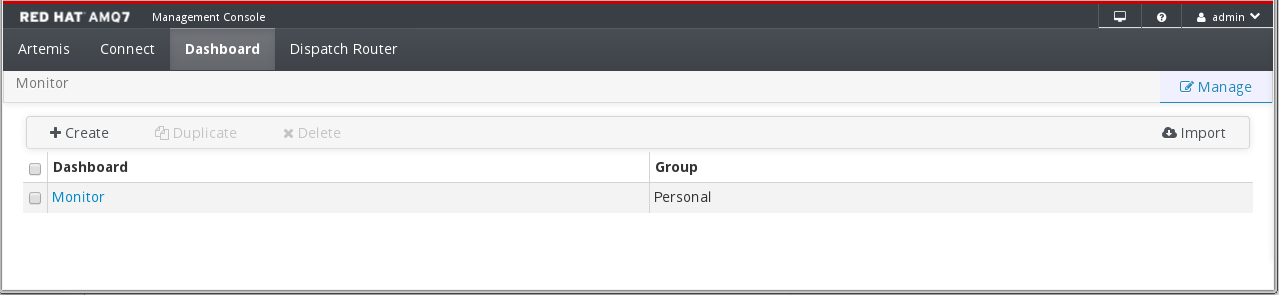 RED HAT AMQ7 Management Console admin
Artemis Connect Dashboard Dispatch Router
Monitor Manage
Create Duplicate Delete Import
Dashboard Group
Monitor Personal